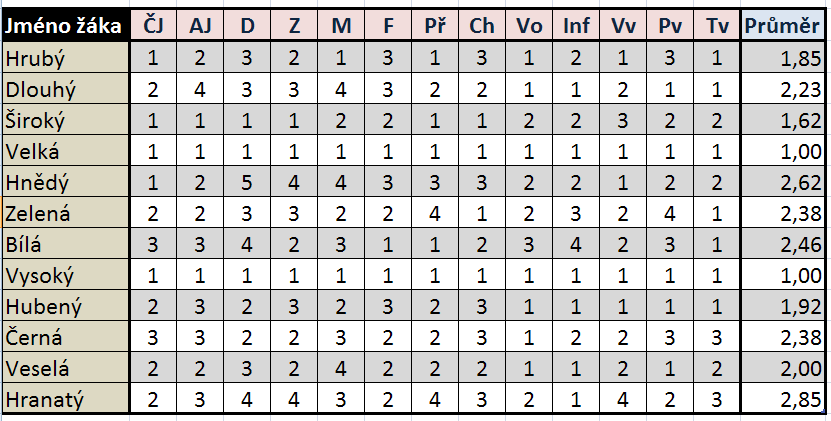 Jméno žáka ČJ AJ D Z M F Př Ch Vo Inf Vv Pv Tv Průměr
Hrubý 1 2 3 2 1 3 1 3 1 2 1 3 1 1,85
Dlouhý 2 4 3 3 4 3 2 2 1 1 2 1 1 2,23
Široký 1 1 1 1 2 2 1 1 2 2 3 2 2 1,62
Velká 1 1 1 1 1 1 1 1 1 1 1 1 1 1,00
Hnědý 1 2 5 4 4 3 3 3 2 2 1 2 2 2,62
Zelená 2 2 3 3 2 2 4 1 2 3 2 4 1 2,38
Bílá 3 3 4 2 3 1 1 2 3 4 2 3 1 2,46
Vysoký 1 1 1 1 1 1 1 1 1 1 1 1 1 1,00
Hubený 2 3 2 3 2 3 2 3 1 1 1 1 1 1,92
Černá 3 3 2 2 3 2 2 3 1 2 2 3 3 2,38
Veselá 2 2 3 2 4 2 2 2 1 1 2 1 2 2,00
Hranatý 2 3 4 4 3 2 4 3 2 1 4 2 3 2,85